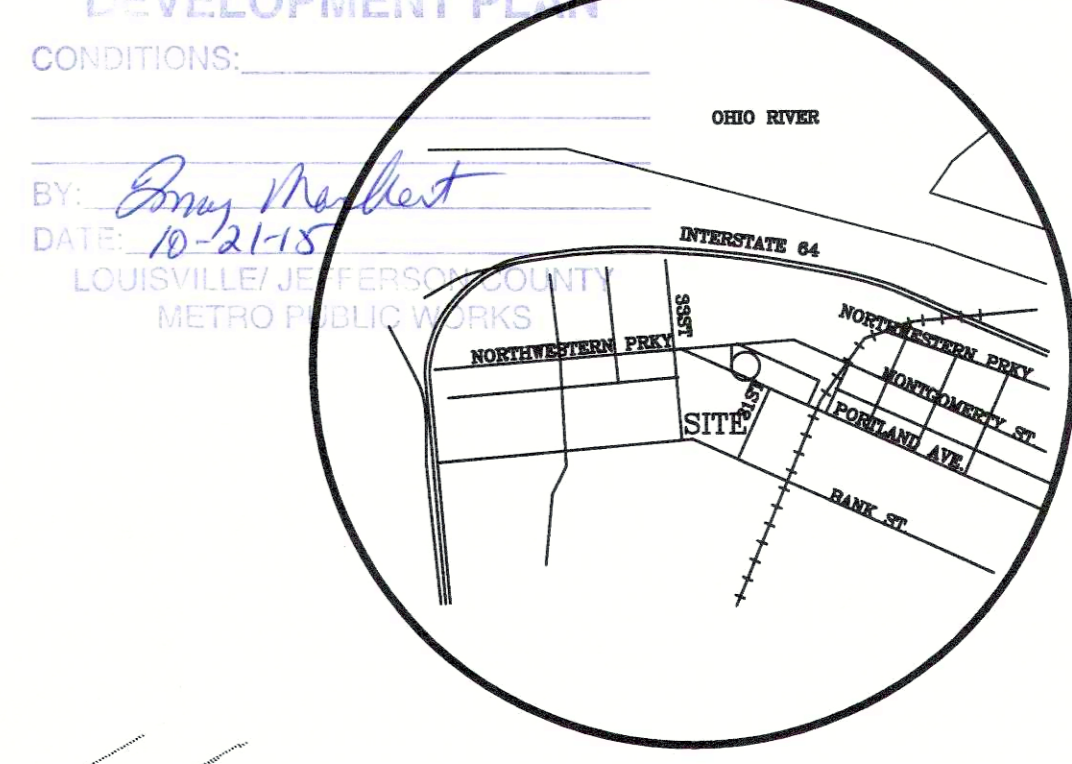 DEVELOPMENT PLAN
CONDITIONS:
BY:
DATE: 10-21-15
LOUISVILLE/ JEFFERSON COUNTY
METRO PUBLIC WORKS
OHIO RIVER
INTERSTATE 64
33ST
NORTHWESTERN PRKY
NORTHWESTERN PRKY
MONTGOMERTY ST
31ST
SITE
PORTLAND AVE.
BANK ST